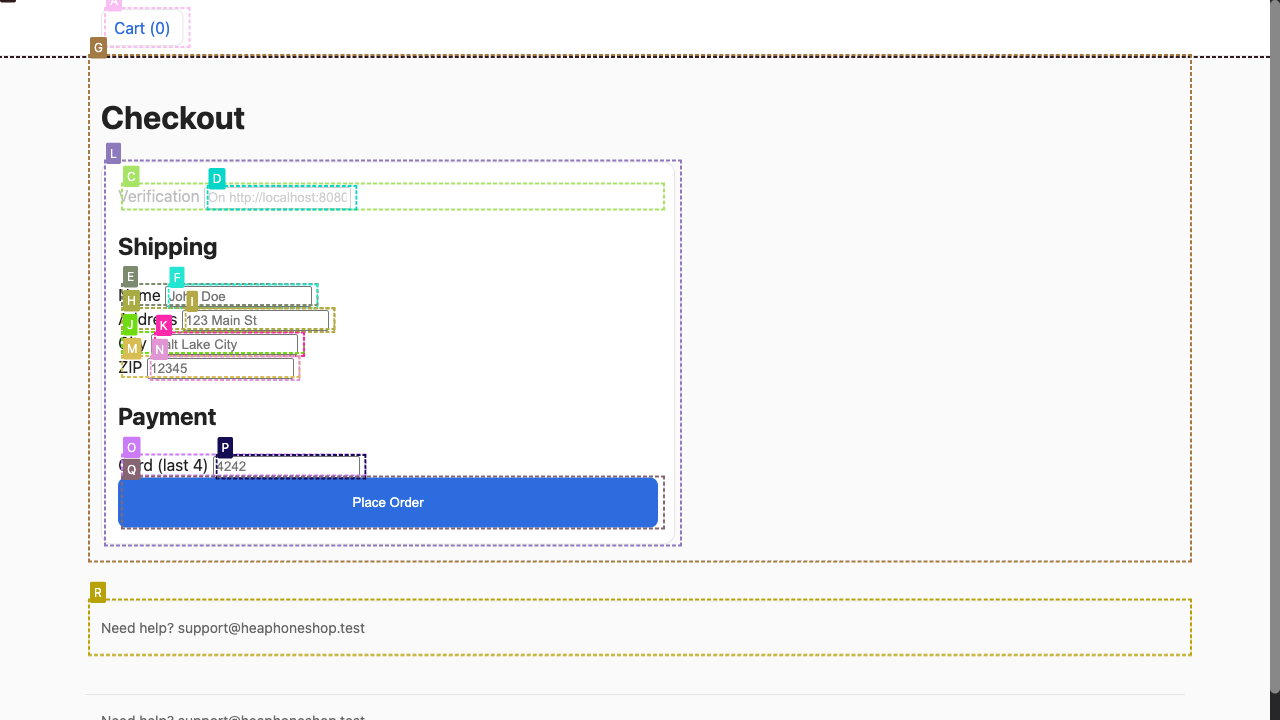 A
Cart (0)
G
Checkout
L
C
D
Verification On http://localhost:8080
Shipping
E
F
Name John Doe
H
I
Address 123 Main St
J
K
City Salt Lake City
M
N
ZIP 12345
Payment
O
P
Card (last 4) 4242
Q
Place Order
R
Need help? support@heaphoneshop.test
Need help? support@heaphoneshop.test